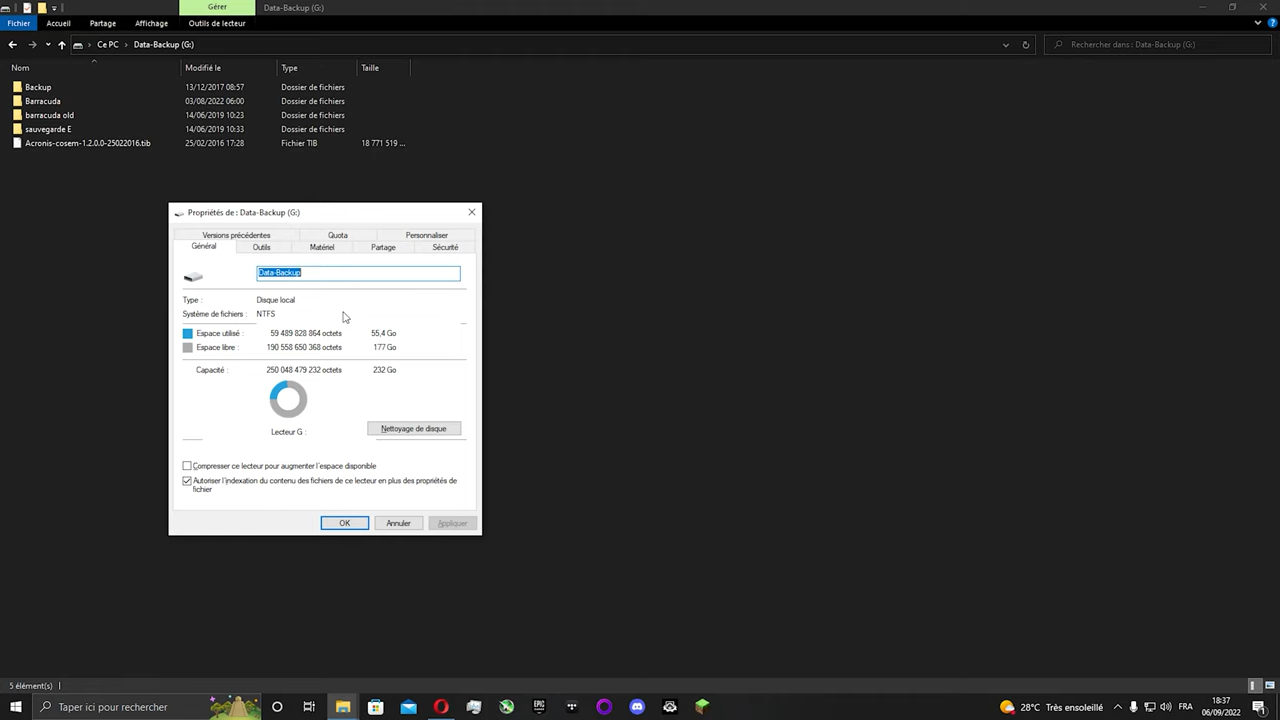 Gérer
Data-Backup (G:)
Fichier
Accueil
Partage
Affichage
Outils de lecteur
Ce PC
Data-Backup (G:)
Rechercher dans : Data-Backup (G:)
Nom
Modifié le
Type
Taille
Backup 13/12/2017 08:57 Dossier de fichiers
Barracuda 03/08/2022 06:00 Dossier de fichiers
barracuda old 14/06/2019 10:23 Dossier de fichiers
sauvegarde E 14/06/2019 10:33 Dossier de fichiers
Acronis-cosem-1.2.0.0-25022016.tib 25/02/2016 17:28 Fichier TIB 18 771 519 ...
Propriétés de : Data-Backup (G:)
Versions précédentes
Quota
Personnaliser
Général
Outils
Matériel
Partage
Sécurité
Data-Backup
Type : Disque local
Système de fichiers : NTFS
Espace utilisé : 59 489 828 864 octets 55,4 Go
Espace libre : 190 558 650 368 octets 177 Go
Capacité : 250 048 479 232 octets 232 Go
Lecteur G :
Nettoyage de disque
Compresser ce lecteur pour augmenter l'espace disponible
Autoriser l'indexation du contenu des fichiers de ce lecteur en plus des propriétés de
fichier
OK
Annuler
Appliquer
5 élément(s)
Taper ici pour rechercher
EPIC
28°C Très ensoleillé
FRA
18:37
06/09/2022